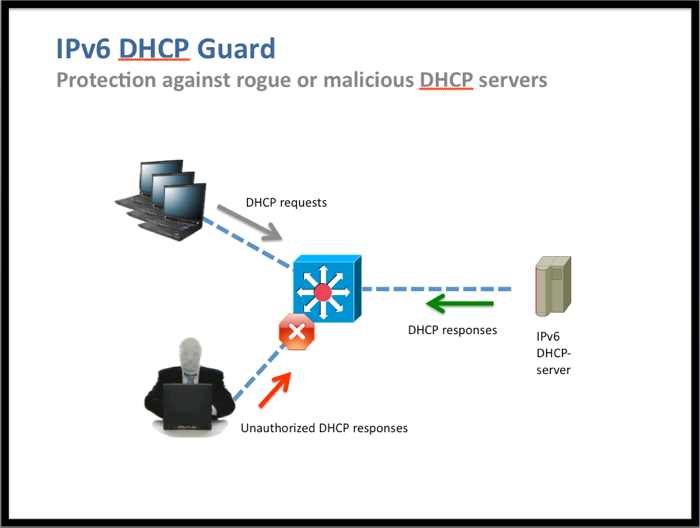 IPv6 DHCP Guard
Protection against rogue or malicious DHCP servers
DHCP requests
DHCP responses
IPv6
DHCP-
server
Unauthorized DHCP responses